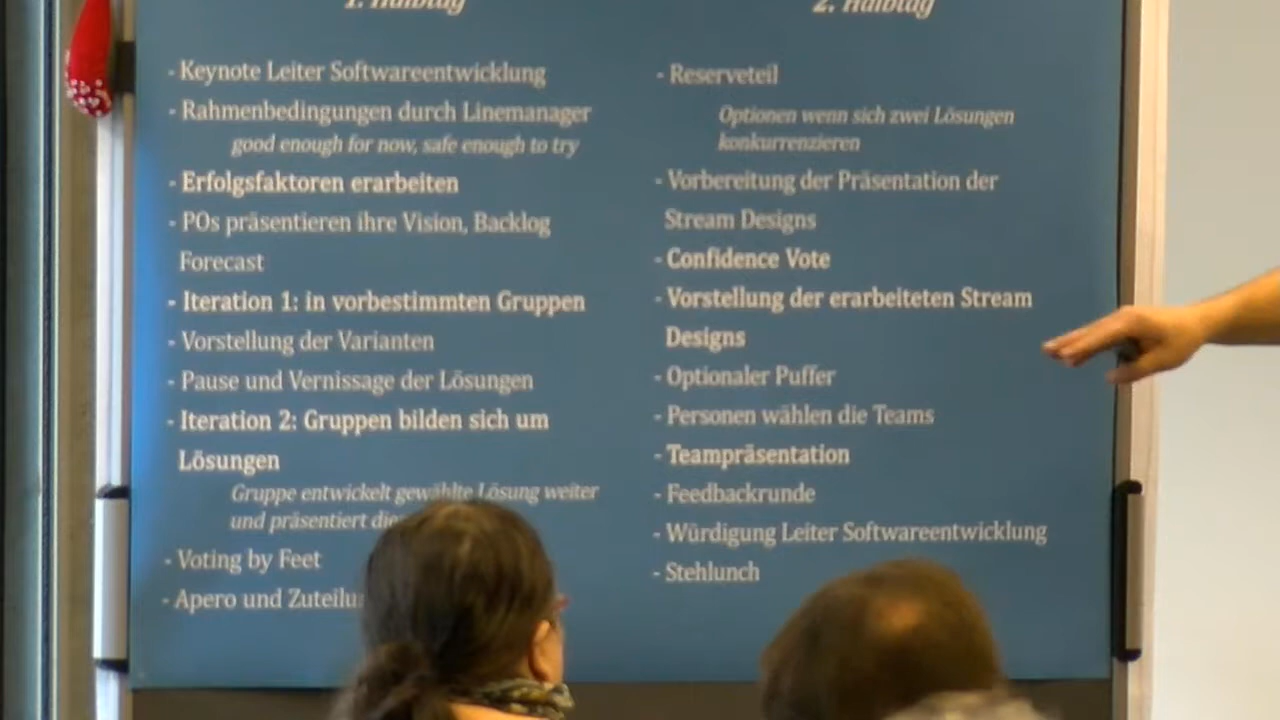 1. Halbtag
- Keynote Leiter Softwareentwicklung
- Rahmenbedingungen durch Linemanager
good enough for now, safe enough to try
- Erfolgsfaktoren erarbeiten
- POs präsentieren ihre Vision, Backlog
Forecast
- Iteration 1: in vorbestimmten Gruppen
- Vorstellung der Varianten
- Pause und Vernissage der Lösungen
- Iteration 2: Gruppen bilden sich um
Lösungen
Gruppe entwickelt gewählte Lösung weiter
und präsentiert
- Voting by Feet
- Apero und
2. Halbtag
- Reserveteil
Optionen wenn sich zwei Lösungen
konkurrenzieren
- Vorbereitung der Präsentation der
Stream Designs
- Confidence Vote
- Vorstellung der erarbeiteten Stream
Designs
- Optionaler Puffer
- Personen wählen die Teams
- Teampräsentation
- Feedbackrunde
- Würdigung Leiter Softwareentwicklung
- Stehlunch